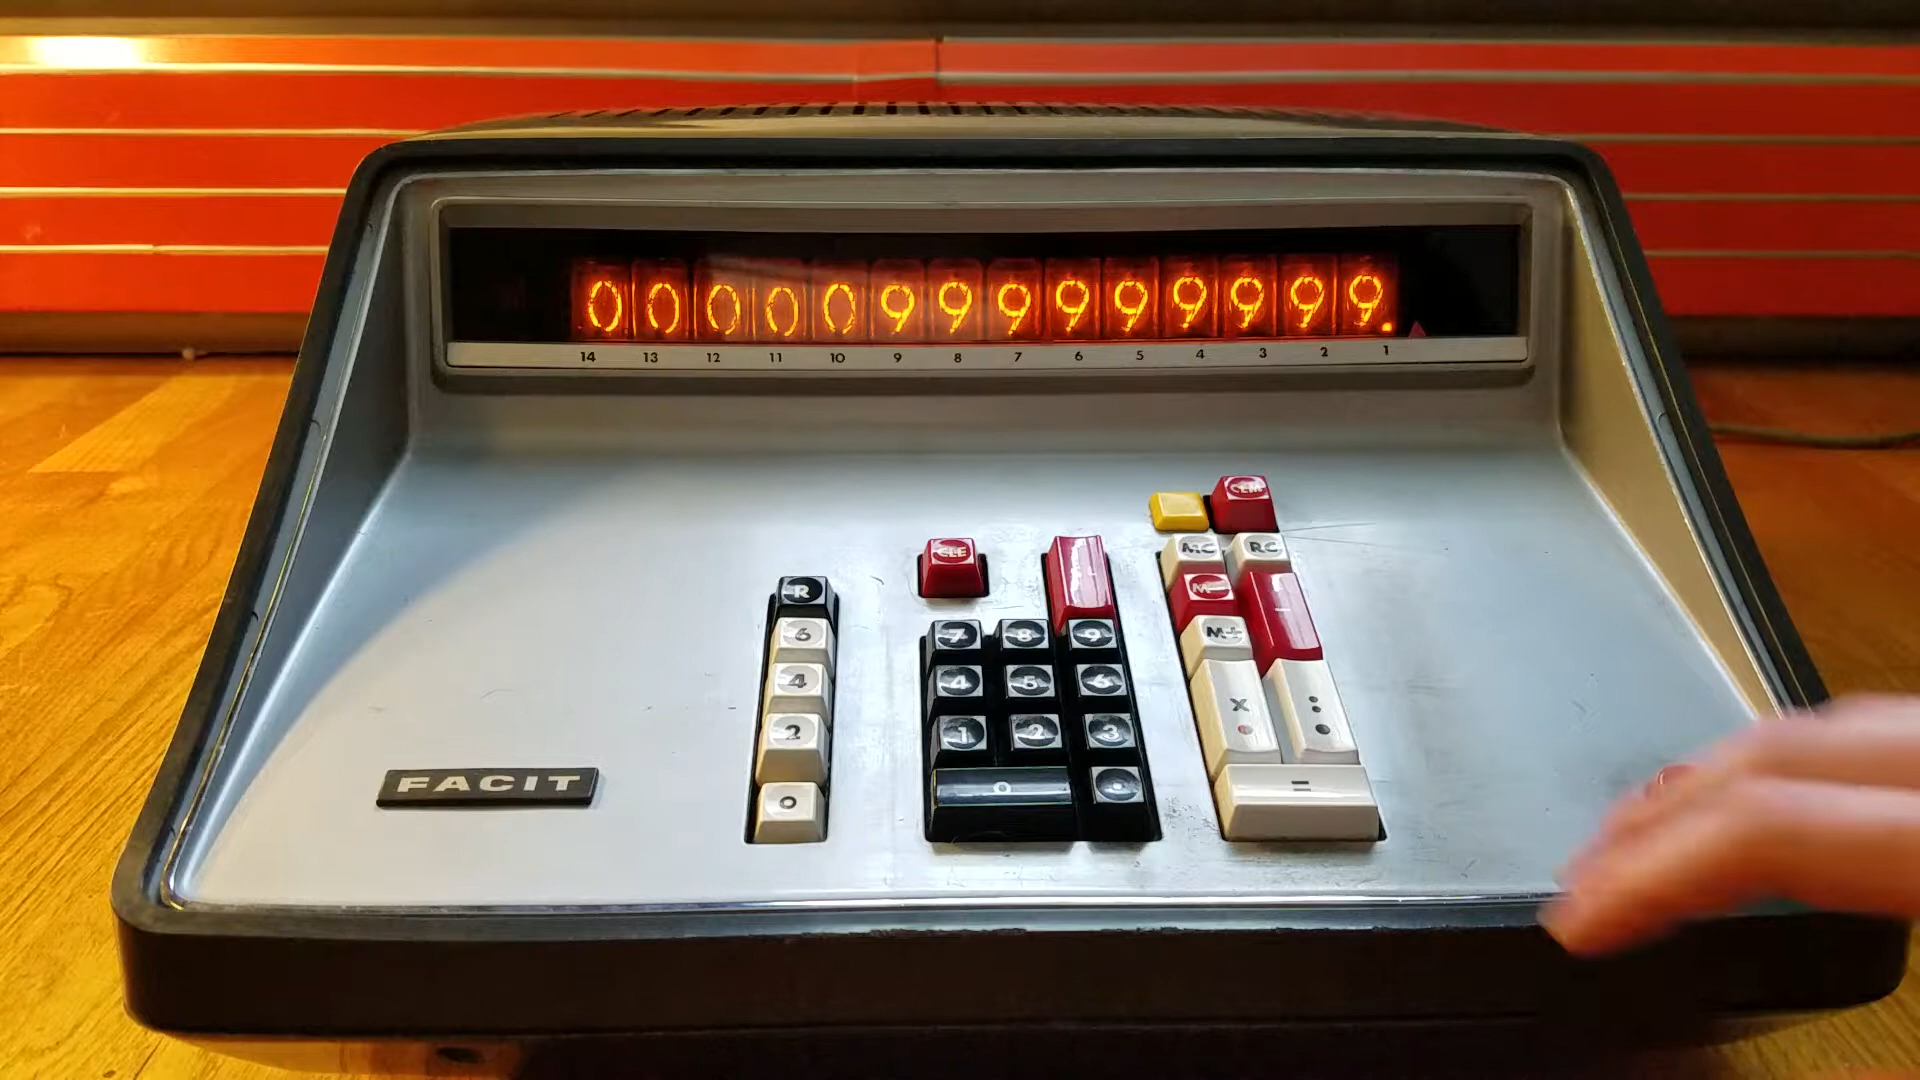 00000999999999.
14 13 12 11 10 9 8 7 6 5 4 3 2 1
CLEM
CLE
MC RC
R
M− −
6
7 8 9
M+
4
4 5 6
X
2
1 2 3
FACIT
0
0
=